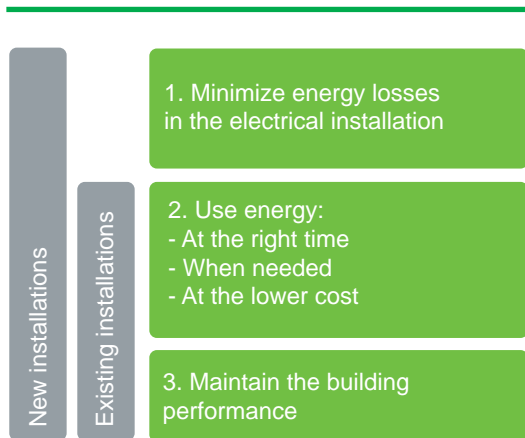 1. Minimize energy losses
in the electrical installation
2. Use energy:
- At the right time
- When needed
- At the lower cost
3. Maintain the building
performance
New installations
Existing installations